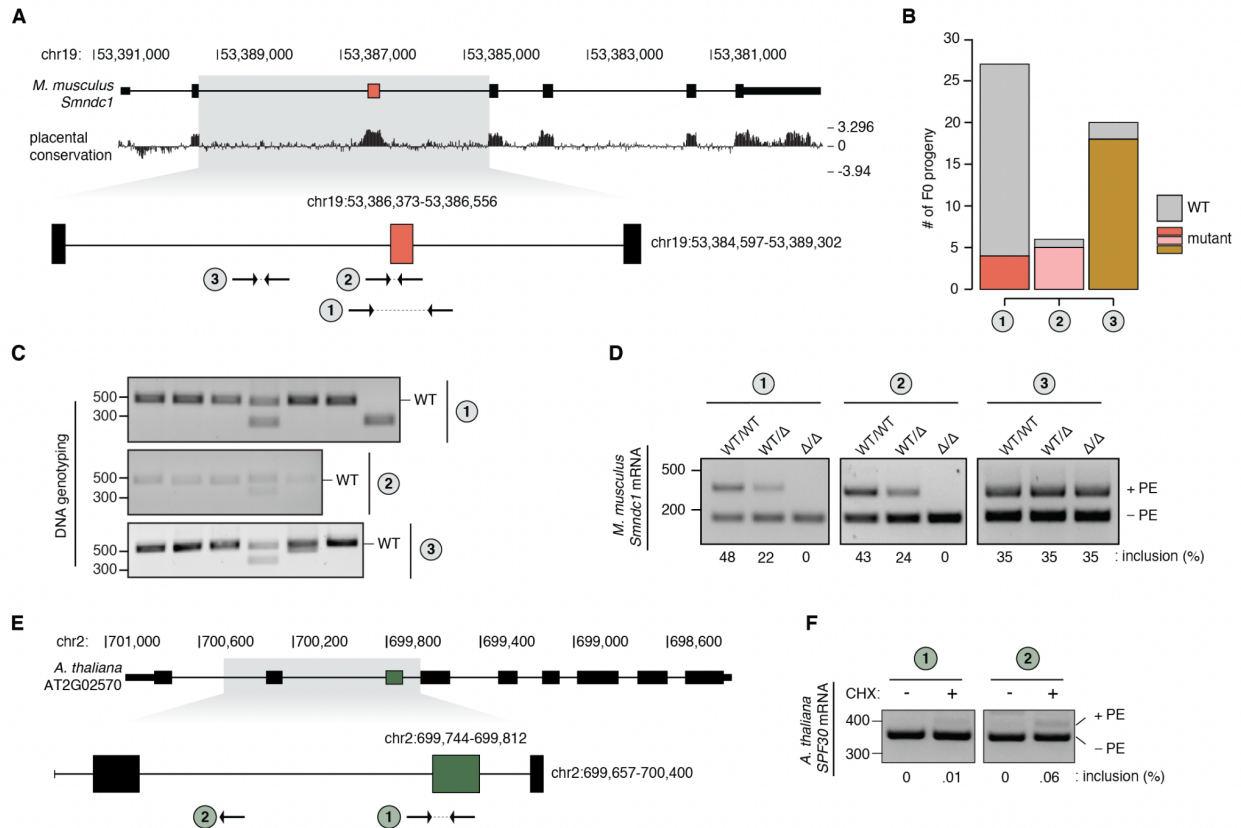 A
chr19: 53,391,000 53,389,000 53,387,000 53,385,000 53,383,000 53,381,000
M. musculus
Smndc1
placental
conservation
3.296
0
-3.94
chr19:53,386,373-53,386,556
chr19:53,384,597-53,389,302
3
2
1
B
30
25
20
15
10
5
0
# of F0 progeny
WT
mutant
1 2 3
C
DNA genotyping
500
300
WT
1
500
300
WT
2
500
300
WT
3
D
1 2 3
WT/WT WT/Δ Δ/Δ WT/WT WT/Δ Δ/Δ WT/WT WT/Δ Δ/Δ
M. musculus
Smndc1 mRNA
500
200
+ PE
– PE
48 22 0 43 24 0 35 35 35 : inclusion (%)
E
chr2: 701,000 700,600 700,200 699,800 699,400 699,000 698,600
A. thaliana
AT2G02570
chr2:699,744-699,812
chr2:699,657-700,400
2 1
F
1 2
CHX: - + - +
A. thaliana
SPF30 mRNA
400
300
+ PE
– PE
0 .01 0 .06 : inclusion (%)